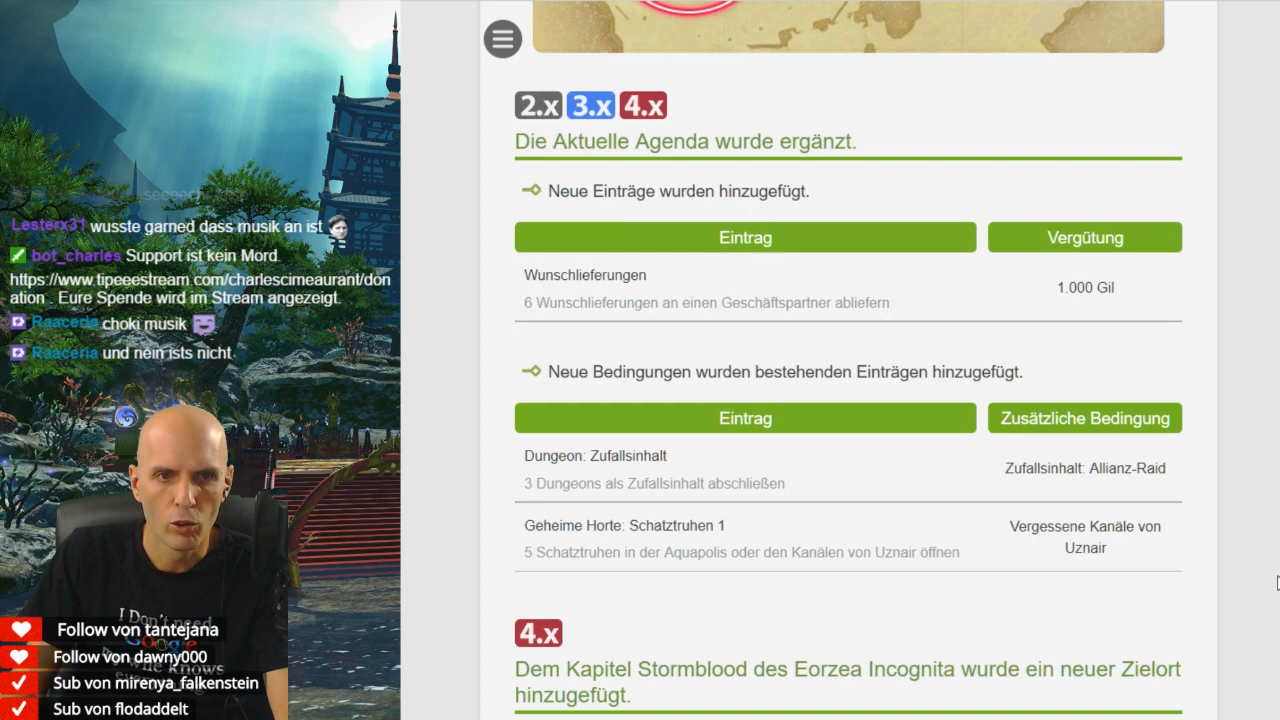 Lesterx31 wusste garned dass musik an ist
bot_charles Support ist kein Mord
https://www.tipeeestream.com/charlescimeaurant/don
ation . Eure Spende wird im Stream angezeigt.
Raaceria choki musik
Raaceria und nein ists nicht
I Don't need
Google
Knows
Follow von tantejana
Follow von dawny000
Sub von mirenya_falkenstein
Sub von flodaddelt
2.x 3.x 4.x
Die Aktuelle Agenda wurde ergänzt.
Neue Einträge wurden hinzugefügt.
Eintrag Vergütung
Wunschlieferungen
6 Wunschlieferungen an einen Geschäftspartner abliefern
1.000 Gil
Neue Bedingungen wurden bestehenden Einträgen hinzugefügt.
Eintrag Zusätzliche Bedingung
Dungeon: Zufallsinhalt
3 Dungeons als Zufallsinhalt abschließen
Zufallsinhalt: Allianz-Raid
Geheime Horte: Schatztruhen 1
5 Schatztruhen in der Aquapolis oder den Kanälen von Uznair öffnen
Vergessene Kanäle von
Uznair
4.x
Dem Kapitel Stormblood des Eorzea Incognita wurde ein neuer Zielort
hinzugefügt.